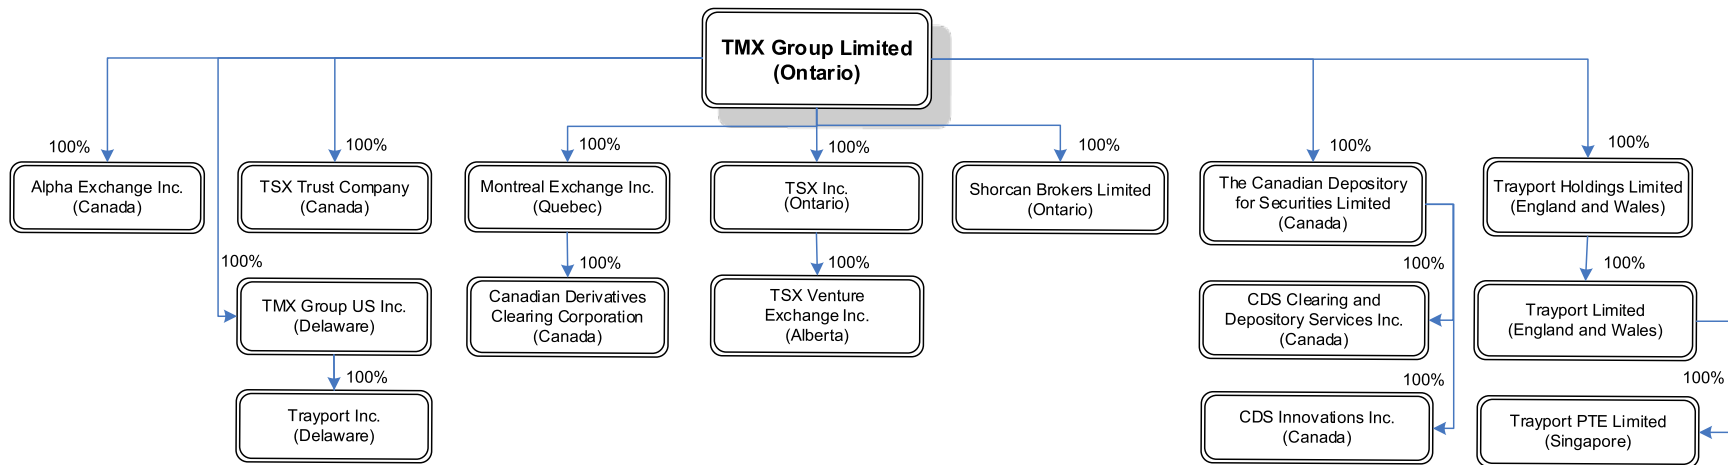 TMX Group Limited
(Ontario)
100%
100%
100%
100%
100%
100%
100%
Alpha Exchange Inc.
(Canada)
TSX Trust Company
(Canada)
Montreal Exchange Inc.
(Quebec)
TSX Inc.
(Ontario)
Shorcan Brokers Limited
(Ontario)
The Canadian Depository
for Securities Limited
(Canada)
Trayport Holdings Limited
(England and Wales)
100%
100%
100%
100%
100%
TMX Group US Inc.
(Delaware)
Canadian Derivatives
Clearing Corporation
(Canada)
TSX Venture
Exchange Inc.
(Alberta)
CDS Clearing and
Depository Services Inc.
(Canada)
Trayport Limited
(England and Wales)
100%
100%
100%
Trayport Inc.
(Delaware)
CDS Innovations Inc.
(Canada)
Trayport PTE Limited
(Singapore)